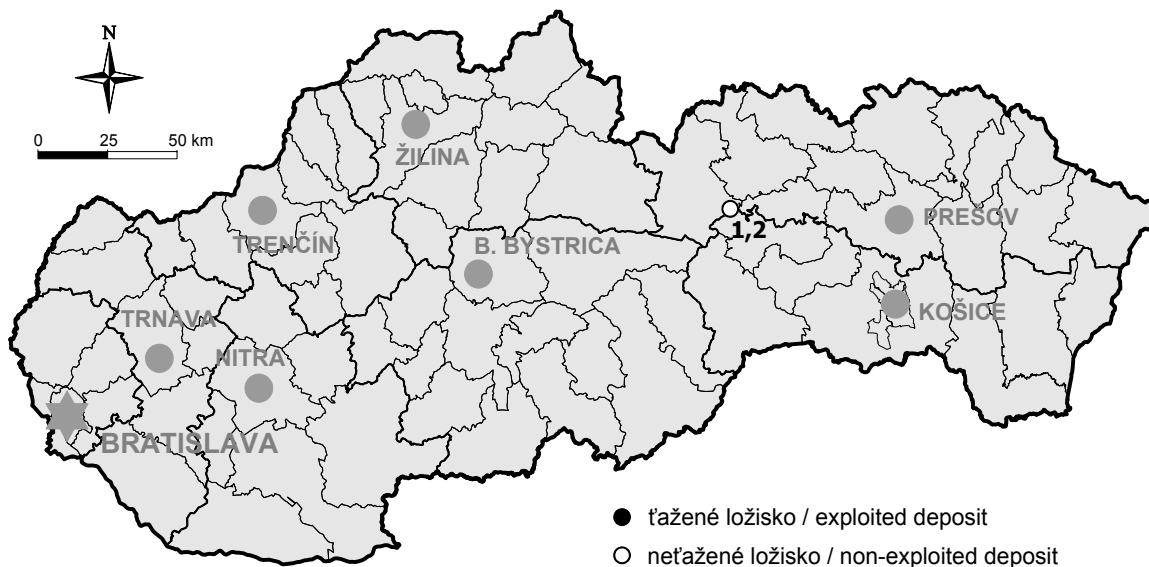 N
0 25 50 km
ŽILINA
TRENČÍN
B. BYSTRICA
1,2
PREŠOV
TRNAVA
NITRA
KOŠICE
BRATISLAVA
ťažené ložisko / exploited deposit
neťažené ložisko / non-exploited deposit